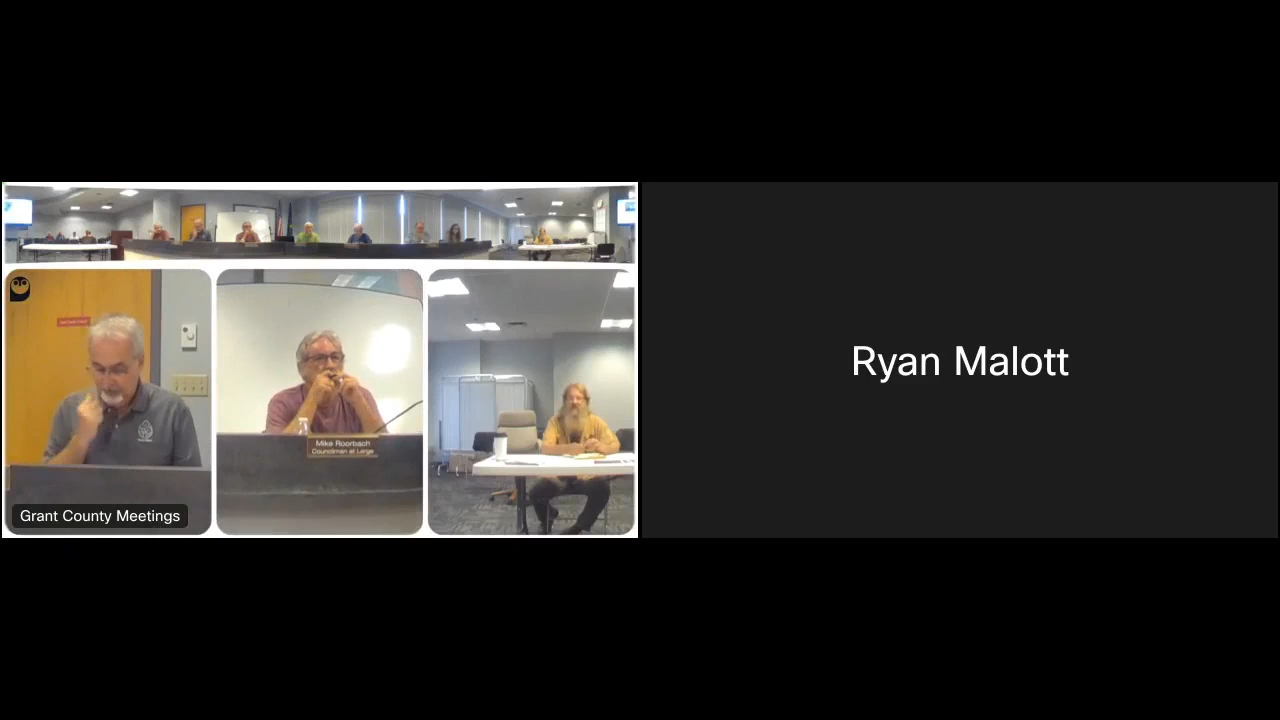 Mike Roorbach
Councilman at Large
Grant County Meetings
Ryan Malott